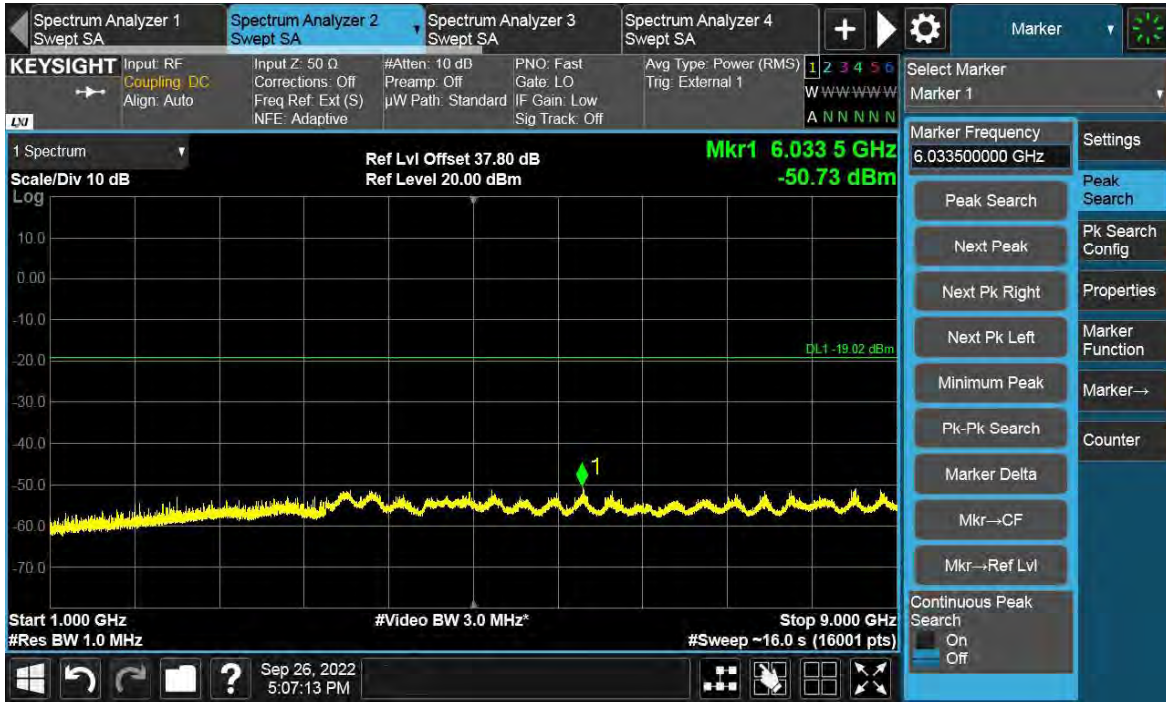 Spectrum Analyzer 1
Swept SA
Spectrum Analyzer 2
Swept SA
Spectrum Analyzer 3
Swept SA
Spectrum Analyzer 4
Swept SA
+
Marker
KEYSIGHT
LXI
Input: RF
Coupling: DC
Align: Auto
Input Z: 50 Ω
Corrections: Off
Freq Ref: Ext (S)
NFE: Adaptive
#Atten: 10 dB
Preamp: Off
µW Path: Standard
PNO: Fast
Gate: LO
IF Gain: Low
Sig Track: Off
Avg Type: Power (RMS)
Trig: External 1
1 2 3 4 5 6
W W W W W W
A N N N N N
Select Marker
Marker 1
1 Spectrum
Scale/Div 10 dB
Ref Lvl Offset 37.80 dB
Ref Level 20.00 dBm
Mkr1 6.033 5 GHz
-50.73 dBm
Log
10.0
0.00
-10.0
-20.0
-30.0
-40.0
-50.0
-60.0
-70.0
DL1 -19.02 dBm
1
Start 1.000 GHz
#Res BW 1.0 MHz
#Video BW 3.0 MHz*
Stop 9.000 GHz
#Sweep ~16.0 s (16001 pts)
Marker Frequency
6.033500000 GHz
Peak Search
Next Peak
Next Pk Right
Next Pk Left
Minimum Peak
Pk-Pk Search
Marker Delta
Mkr→CF
Mkr→Ref Lvl
Continuous Peak
Search
On
Off
Settings
Peak
Search
Pk Search
Config
Properties
Marker
Function
Marker→
Counter
?
Sep 26, 2022
5:07:13 PM